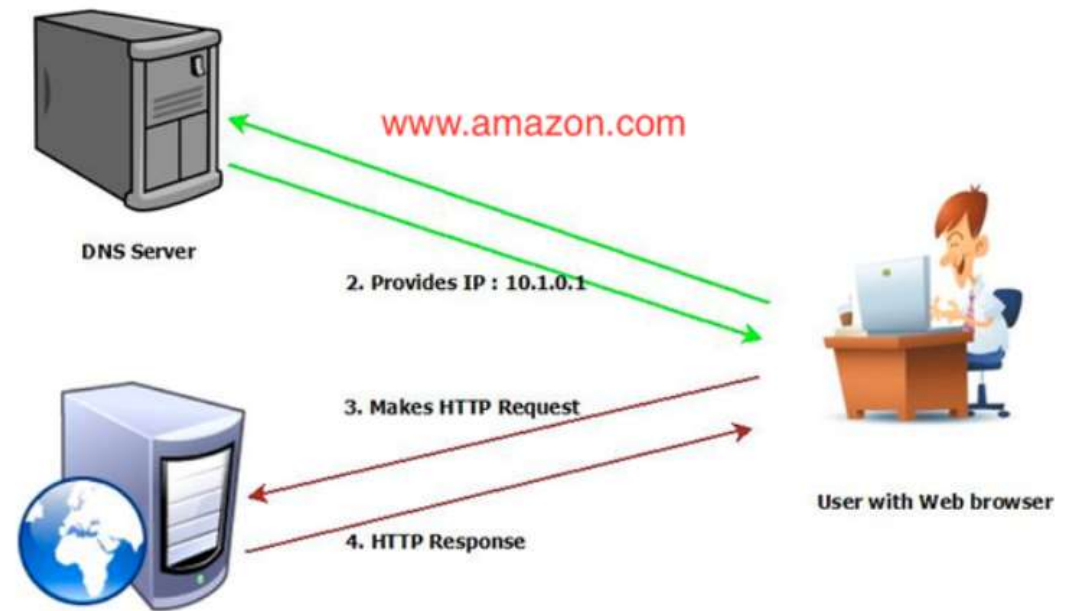 www.amazon.com
DNS Server
2. Provides IP : 10.1.0.1
3. Makes HTTP Request
User with Web browser
4. HTTP Response